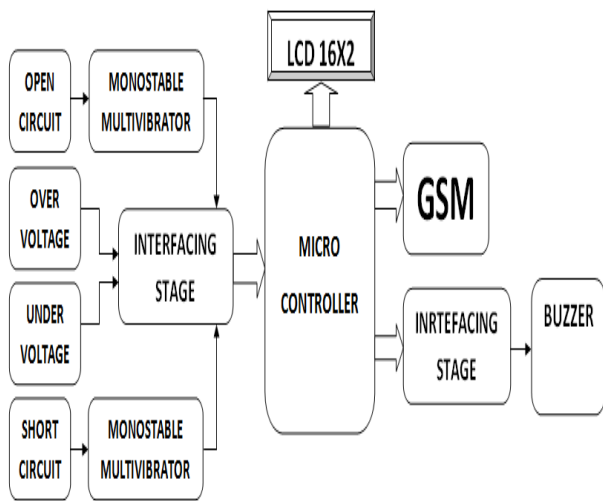 LCD 16X2
OPEN
CIRCUIT
MONOSTABLE
MULTIVIBRATOR
OVER
VOLTAGE
UNDER
VOLTAGE
INTERFACING
STAGE
SHORT
CIRCUIT
MONOSTABLE
MULTIVIBRATOR
MICRO
CONTROLLER
GSM
INRTEFACING
STAGE
BUZZER